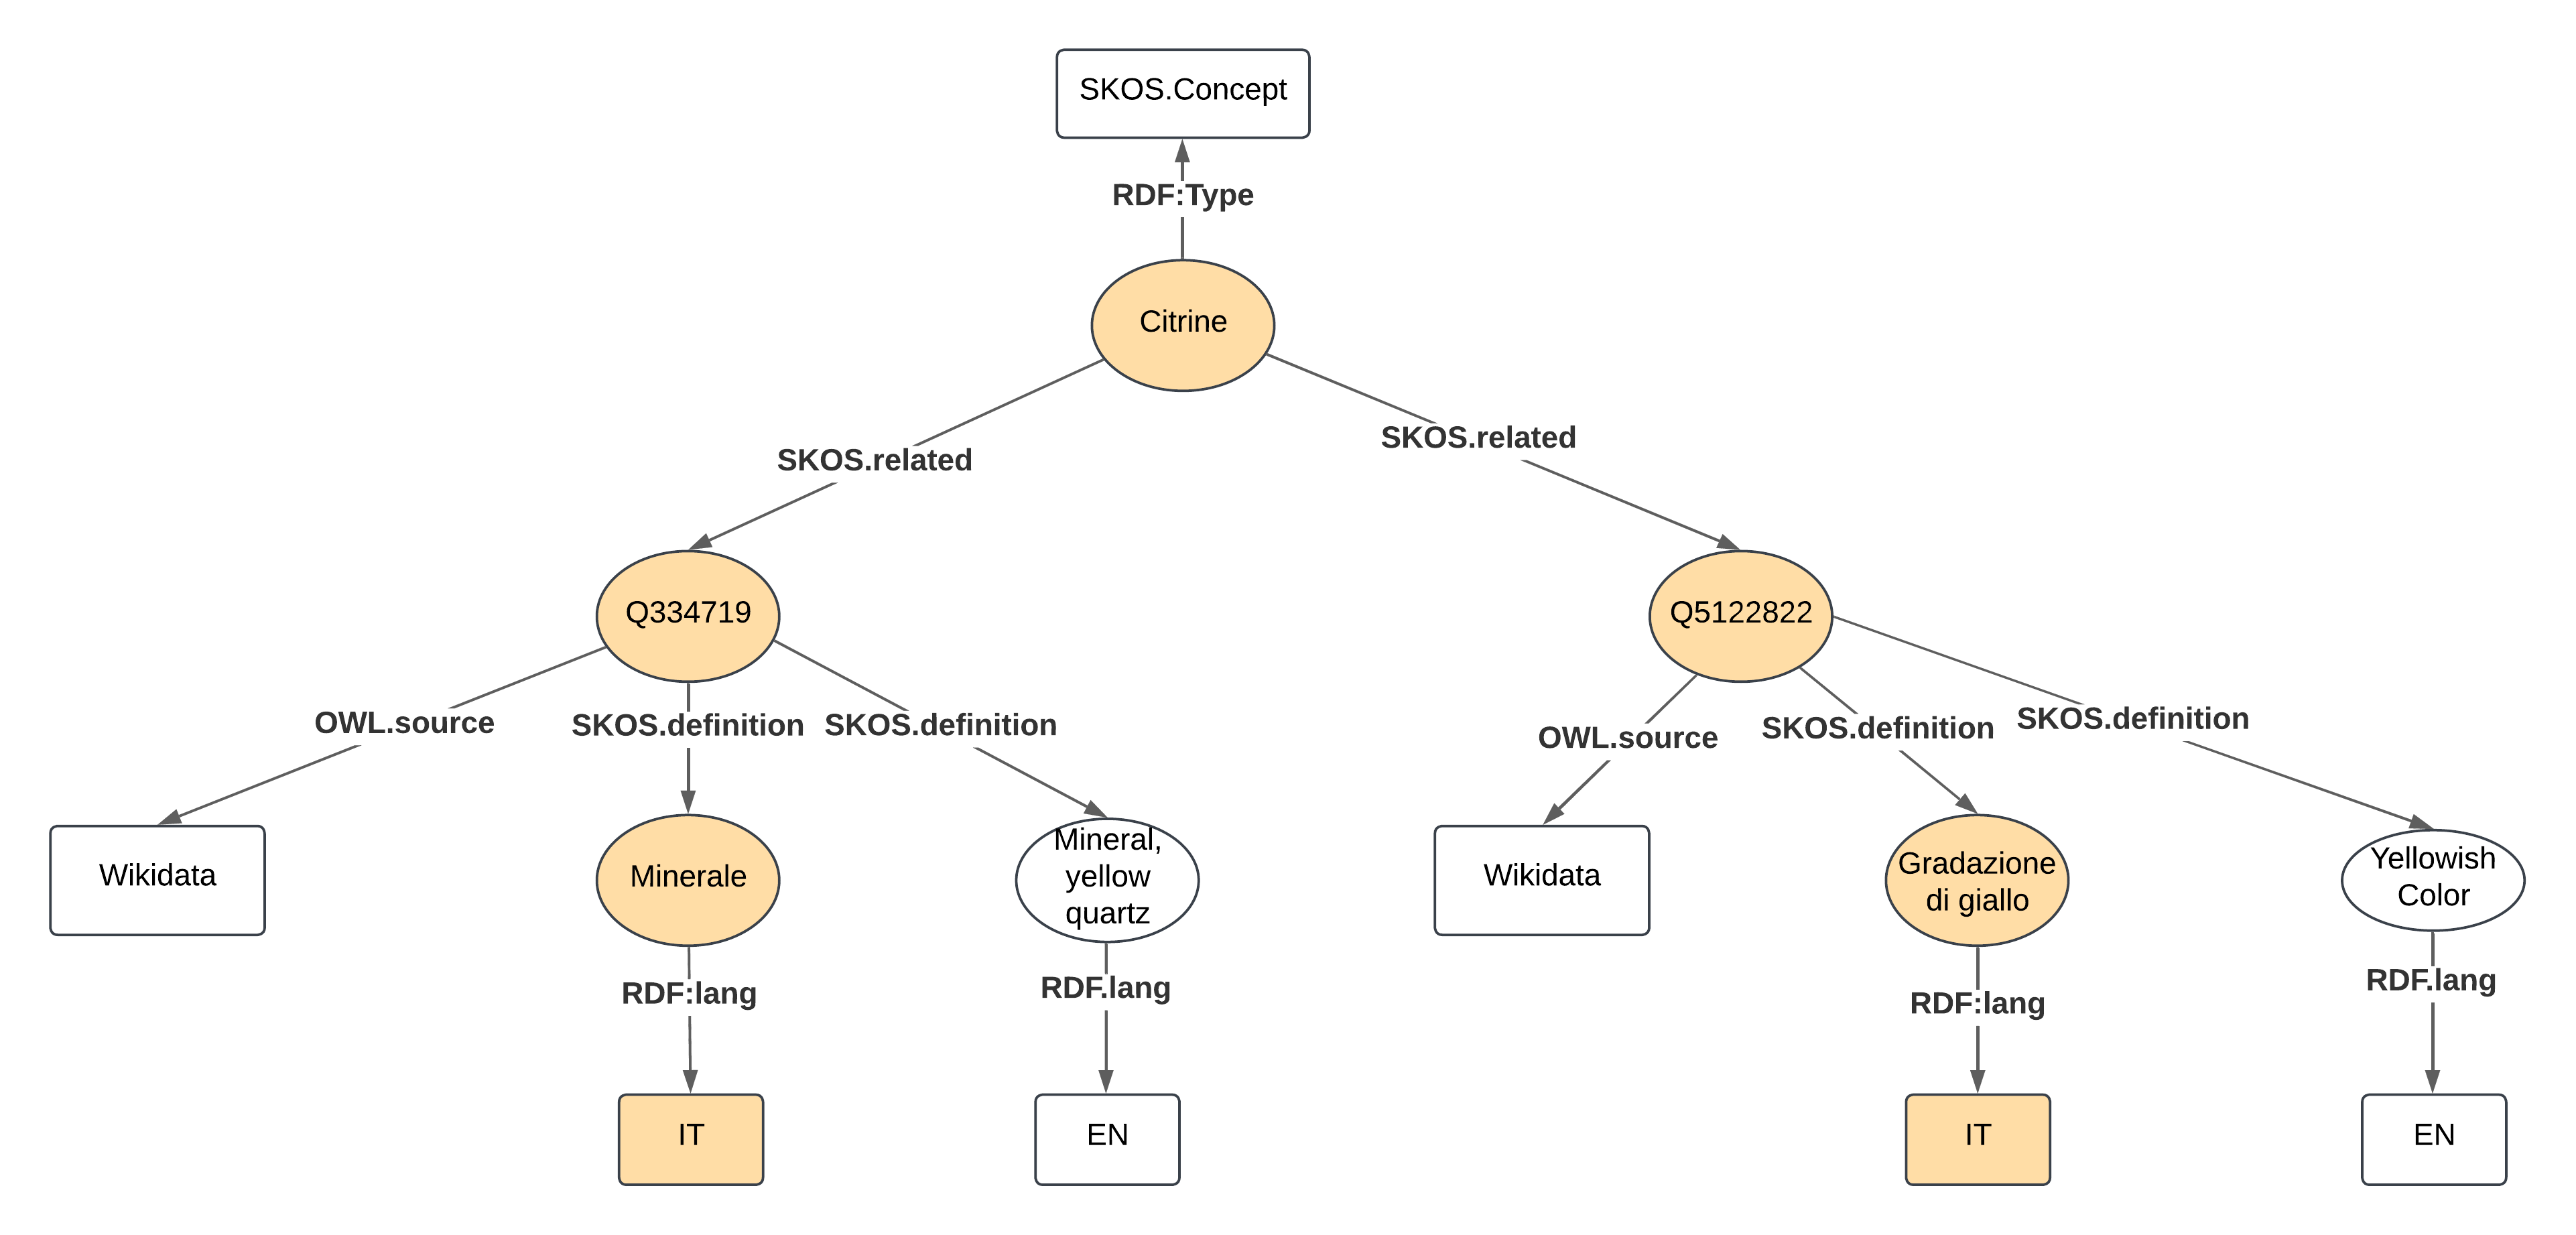 SKOS.Concept
RDF:Type
Citrine
SKOS.related
SKOS.related
Q334719
Q5122822
OWL.source
SKOS.definition
SKOS.definition
OWL.source
SKOS.definition
SKOS.definition
Wikidata
Minerale
Mineral,
yellow
quartz
Wikidata
Gradazione
di giallo
Yellowish
Color
RDF:lang
RDF.lang
RDF:lang
RDF.lang
IT
EN
IT
EN